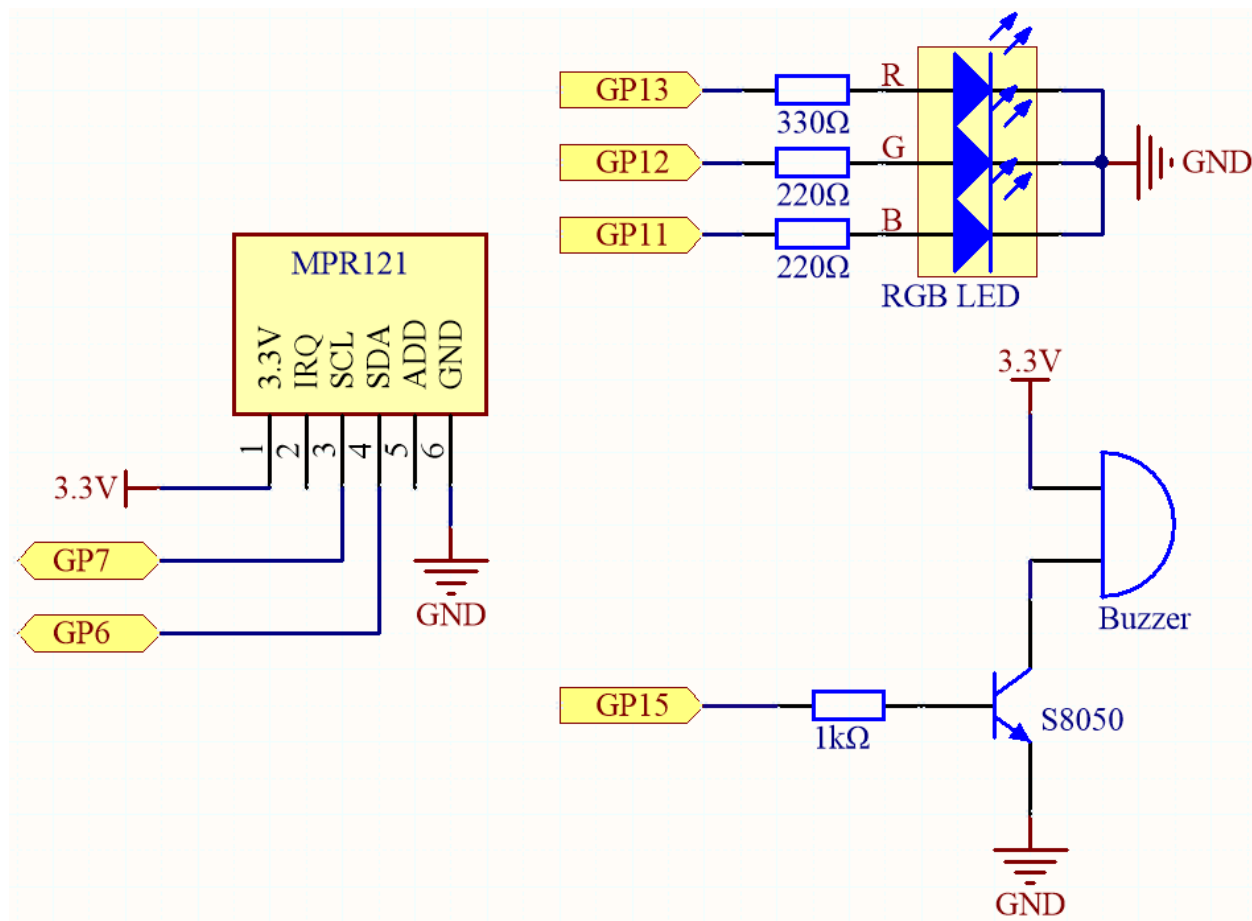 GP13
R
330Ω
GP12
G
220Ω
GND
GP11
B
220Ω
RGB LED
MPR121
3.3V
IRQ
SCL
SDA
ADD
GND
1
2
3
4
5
6
3.3V
GP7
GP6
GND
3.3V
Buzzer
GP15
1kΩ
S8050
GND